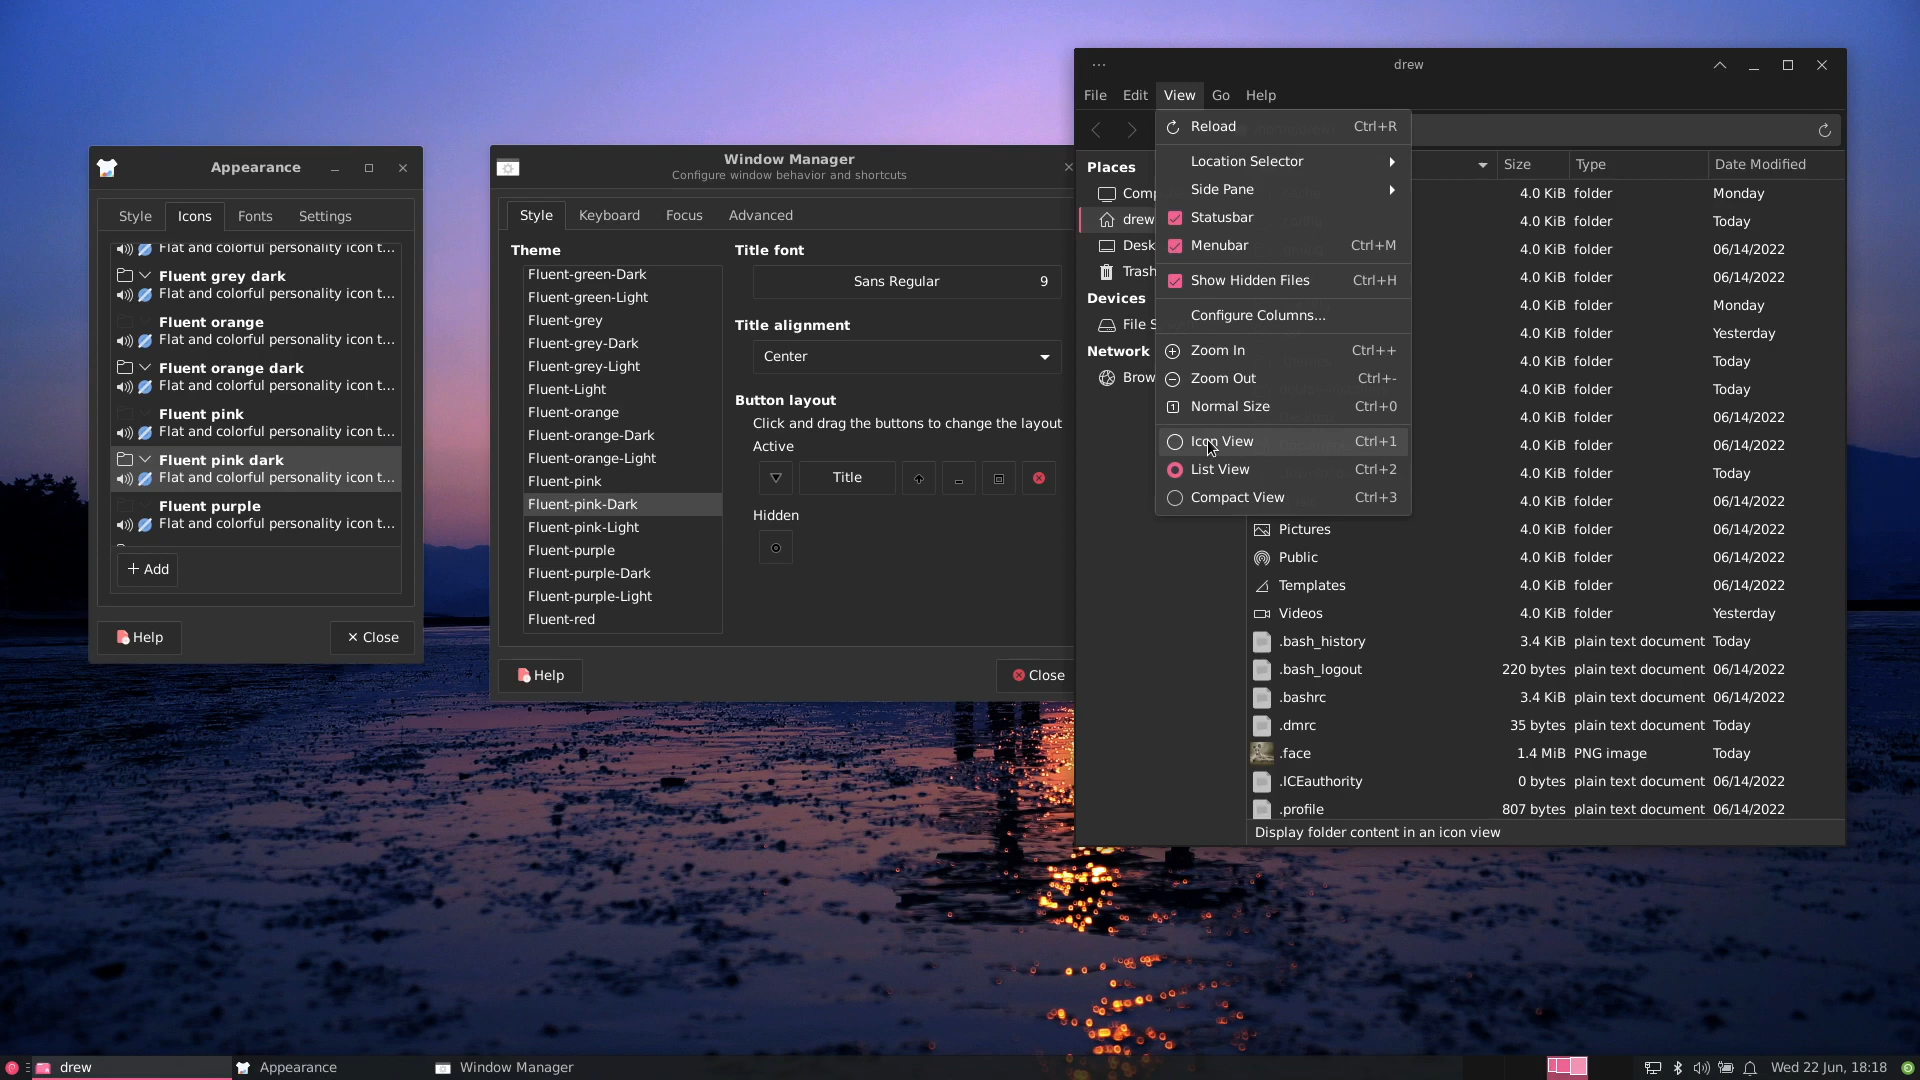 Appearance
Style Icons Fonts Settings
Flat and colorful personality icon t...
Fluent grey dark
Flat and colorful personality icon t...
Fluent orange
Flat and colorful personality icon t...
Fluent orange dark
Flat and colorful personality icon t...
Fluent pink
Flat and colorful personality icon t...
Fluent pink dark
Flat and colorful personality icon t...
Fluent purple
Flat and colorful personality icon t...
+ Add
Help
Close
Window Manager
Configure window behavior and shortcuts
Style Keyboard Focus Advanced
Theme
Fluent-green-Dark
Fluent-green-Light
Fluent-grey
Fluent-grey-Dark
Fluent-grey-Light
Fluent-Light
Fluent-orange
Fluent-orange-Dark
Fluent-orange-Light
Fluent-pink
Fluent-pink-Dark
Fluent-pink-Light
Fluent-purple
Fluent-purple-Dark
Fluent-purple-Light
Fluent-red
Title font
Sans Regular 9
Title alignment
Center
Button layout
Click and drag the buttons to change the layout
Active
Title
Hidden
Help
Close
drew
File Edit View Go Help
Places
Comp
drew
Desk
Trash
Devices
File S
Network
Brow
Reload Ctrl+R
Location Selector
Side Pane
Statusbar
Menubar Ctrl+M
Show Hidden Files Ctrl+H
Configure Columns...
Zoom In Ctrl++
Zoom Out Ctrl+-
Normal Size Ctrl+0
Icon View Ctrl+1
List View Ctrl+2
Compact View Ctrl+3
Size Type Date Modified
4.0 KiB folder Monday
4.0 KiB folder Today
4.0 KiB folder 06/14/2022
4.0 KiB folder 06/14/2022
4.0 KiB folder Monday
4.0 KiB folder Yesterday
4.0 KiB folder Today
4.0 KiB folder Today
4.0 KiB folder 06/14/2022
4.0 KiB folder 06/14/2022
4.0 KiB folder Today
4.0 KiB folder 06/14/2022
Pictures 4.0 KiB folder 06/14/2022
Public 4.0 KiB folder 06/14/2022
Templates 4.0 KiB folder 06/14/2022
Videos 4.0 KiB folder Yesterday
.bash_history 3.4 KiB plain text document Today
.bash_logout 220 bytes plain text document 06/14/2022
.bashrc 3.4 KiB plain text document 06/14/2022
.dmrc 35 bytes plain text document Today
.face 1.4 MiB PNG image Today
.ICEauthority 0 bytes plain text document 06/14/2022
.profile 807 bytes plain text document 06/14/2022
Display folder content in an icon view
drew
Appearance
Window Manager
Wed 22 Jun, 18:18